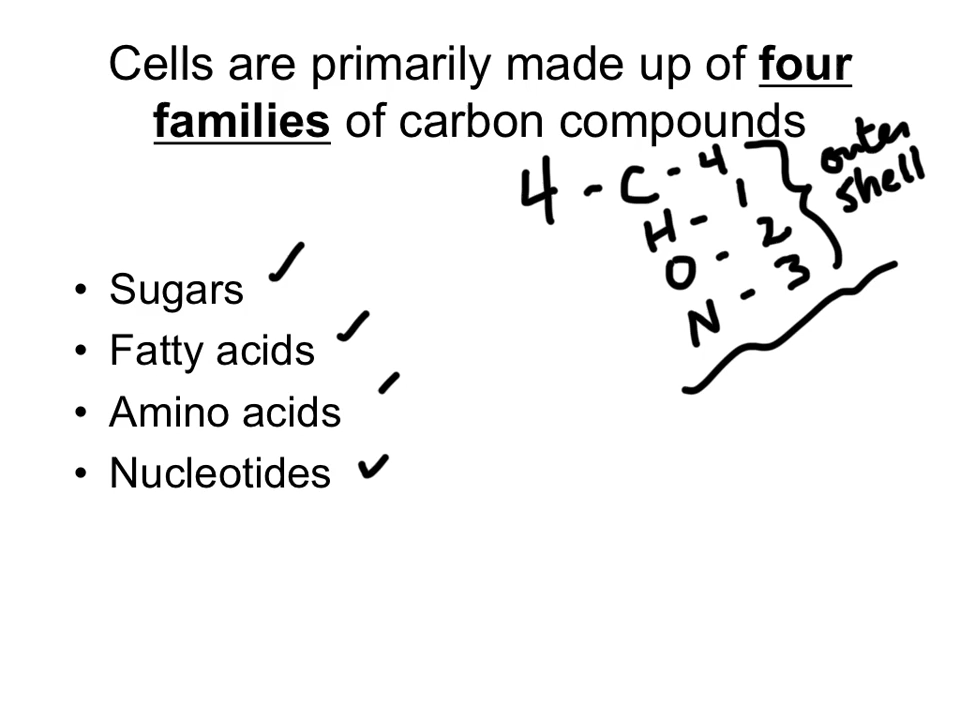 Cells are primarily made up of four
families of carbon compounds
4 - C - 4
H - 1
O - 2
N - 3
outer
shell
• Sugars
• Fatty acids
• Amino acids
• Nucleotides